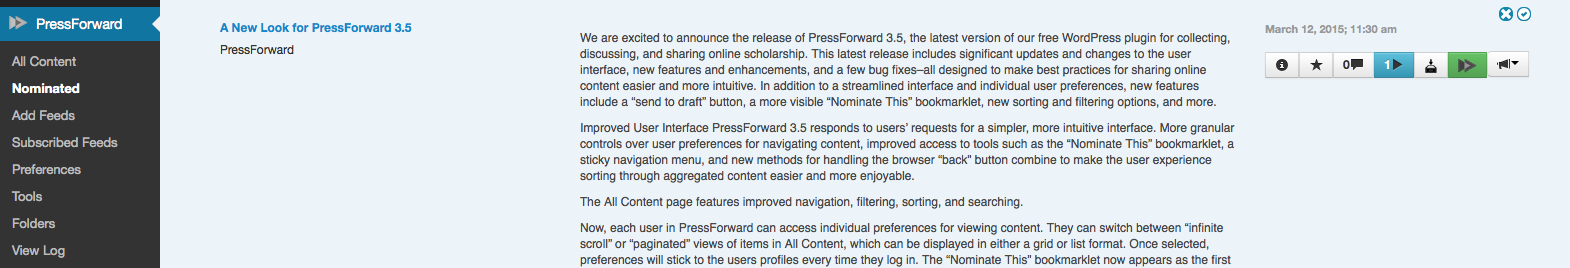 PressForward
All Content
Nominated
Add Feeds
Subscribed Feeds
Preferences
Tools
Folders
View Log
A New Look for PressForward 3.5
PressForward
We are excited to announce the release of PressForward 3.5, the latest version of our free WordPress plugin for collecting,
discussing, and sharing online scholarship. This latest release includes significant updates and changes to the user
interface, new features and enhancements, and a few bug fixes–all designed to make best practices for sharing online
content easier and more intuitive. In addition to a streamlined interface and individual user preferences, new features
include a “send to draft” button, a more visible “Nominate This” bookmarklet, new sorting and filtering options, and more.
Improved User Interface PressForward 3.5 responds to users’ requests for a simpler, more intuitive interface. More granular
controls over user preferences for navigating content, improved access to tools such as the “Nominate This” bookmarklet, a
sticky navigation menu, and new methods for handling the browser “back” button combine to make the user experience
sorting through aggregated content easier and more enjoyable.
The All Content page features improved navigation, filtering, sorting, and searching.
Now, each user in PressForward can access individual preferences for viewing content. They can switch between “infinite
scroll” or “paginated” views of items in All Content, which can be displayed in either a grid or list format. Once selected,
preferences will stick to the users profiles every time they log in. The “Nominate This” bookmarklet now appears as the first
March 12, 2015; 11:30 am
0
1